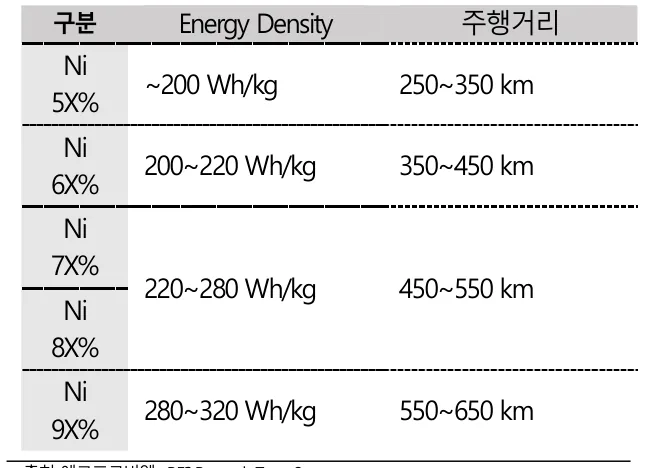 구분 Energy Density 주행거리
Ni
5X%
~200 Wh/kg 250~350 km
Ni
6X%
200~220 Wh/kg 350~450 km
Ni
7X%
220~280 Wh/kg 450~550 km
Ni
8X%
Ni
9X%
280~320 Wh/kg 550~650 km